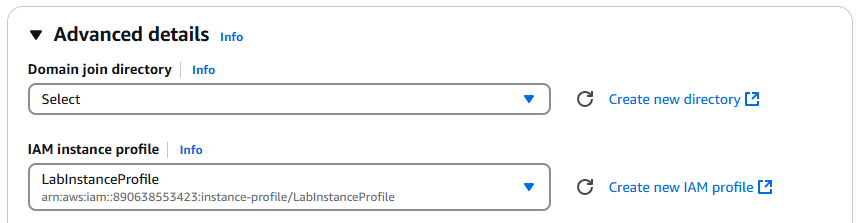 Advanced details Info
Domain join directory Info
Select Create new directory
IAM instance profile Info
LabInstanceProfile
arn:aws:iam::890638553423:instance-profile/LabInstanceProfile
Create new IAM profile